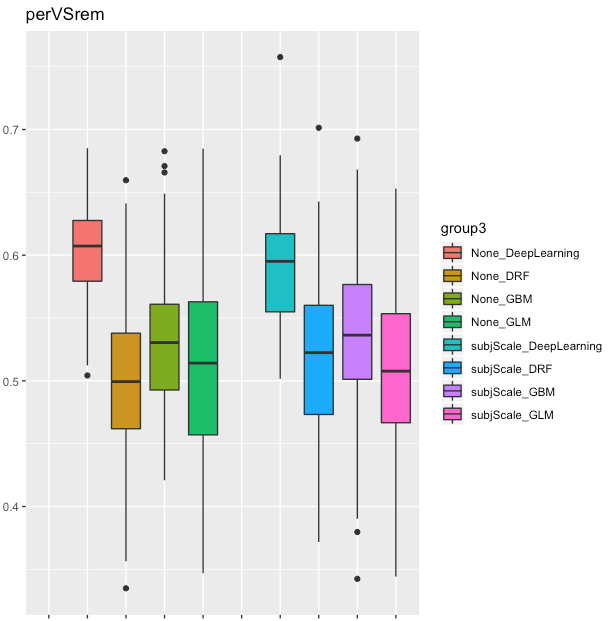 perVSrem
0.7
0.6
0.5
0.4
group3
None_DeepLearning
None_DRF
None_GBM
None_GLM
subjScale_DeepLearning
subjScale_DRF
subjScale_GBM
subjScale_GLM